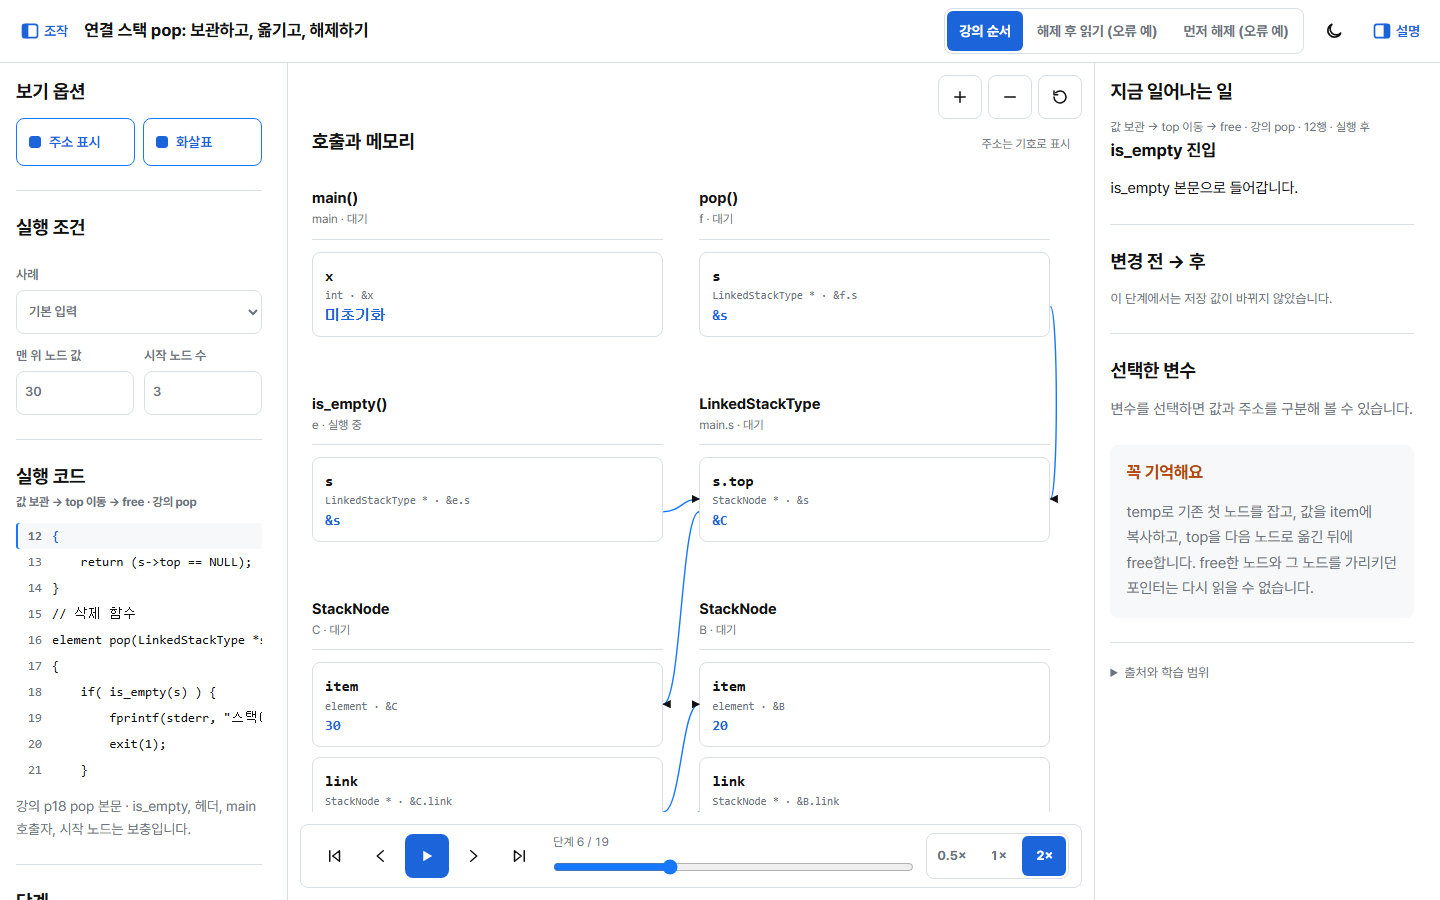 조작
연결 스택 pop: 보관하고, 옮기고, 해제하기
강의 순서
해제 후 읽기 (오류 예)
먼저 해제 (오류 예)
설명
보기 옵션
주소 표시
화살표
실행 조건
사례
기본 입력
맨 위 노드 값
시작 노드 수
30
3
실행 코드
값 보관 → top 이동 → free · 강의 pop
12 {
13 return (s->top == NULL);
14 }
15 // 삭제 함수
16 element pop(LinkedStackType *
17 {
18 if( is_empty(s) ) {
19 fprintf(stderr, "스택
20 exit(1);
21 }
강의 p18 pop 본문 · is_empty, 헤더, main
호출자, 시작 노드는 보충입니다.
호출과 메모리
주소는 기호로 표시
main()
main · 대기
x
int · &x
미초기화
pop()
f · 대기
s
LinkedStackType * · &f.s
&s
is_empty()
e · 실행 중
s
LinkedStackType * · &e.s
&s
LinkedStackType
main.s · 대기
s.top
StackNode * · &s
&C
StackNode
C · 대기
item
element · &C
30
link
StackNode * · &C.link
StackNode
B · 대기
item
element · &B
20
link
StackNode * · &B.link
단계 6 / 19
0.5×
1×
2×
지금 일어나는 일
값 보관 → top 이동 → free · 강의 pop · 12행 · 실행 후
is_empty 진입
is_empty 본문으로 들어갑니다.
변경 전 → 후
이 단계에서는 저장 값이 바뀌지 않았습니다.
선택한 변수
변수를 선택하면 값과 주소를 구분해 볼 수 있습니다.
꼭 기억해요
temp로 기존 첫 노드를 잡고, 값을 item에
복사하고, top을 다음 노드로 옮긴 뒤에
free합니다. free한 노드와 그 노드를 가리키던
포인터는 다시 읽을 수 없습니다.
출처와 학습 범위